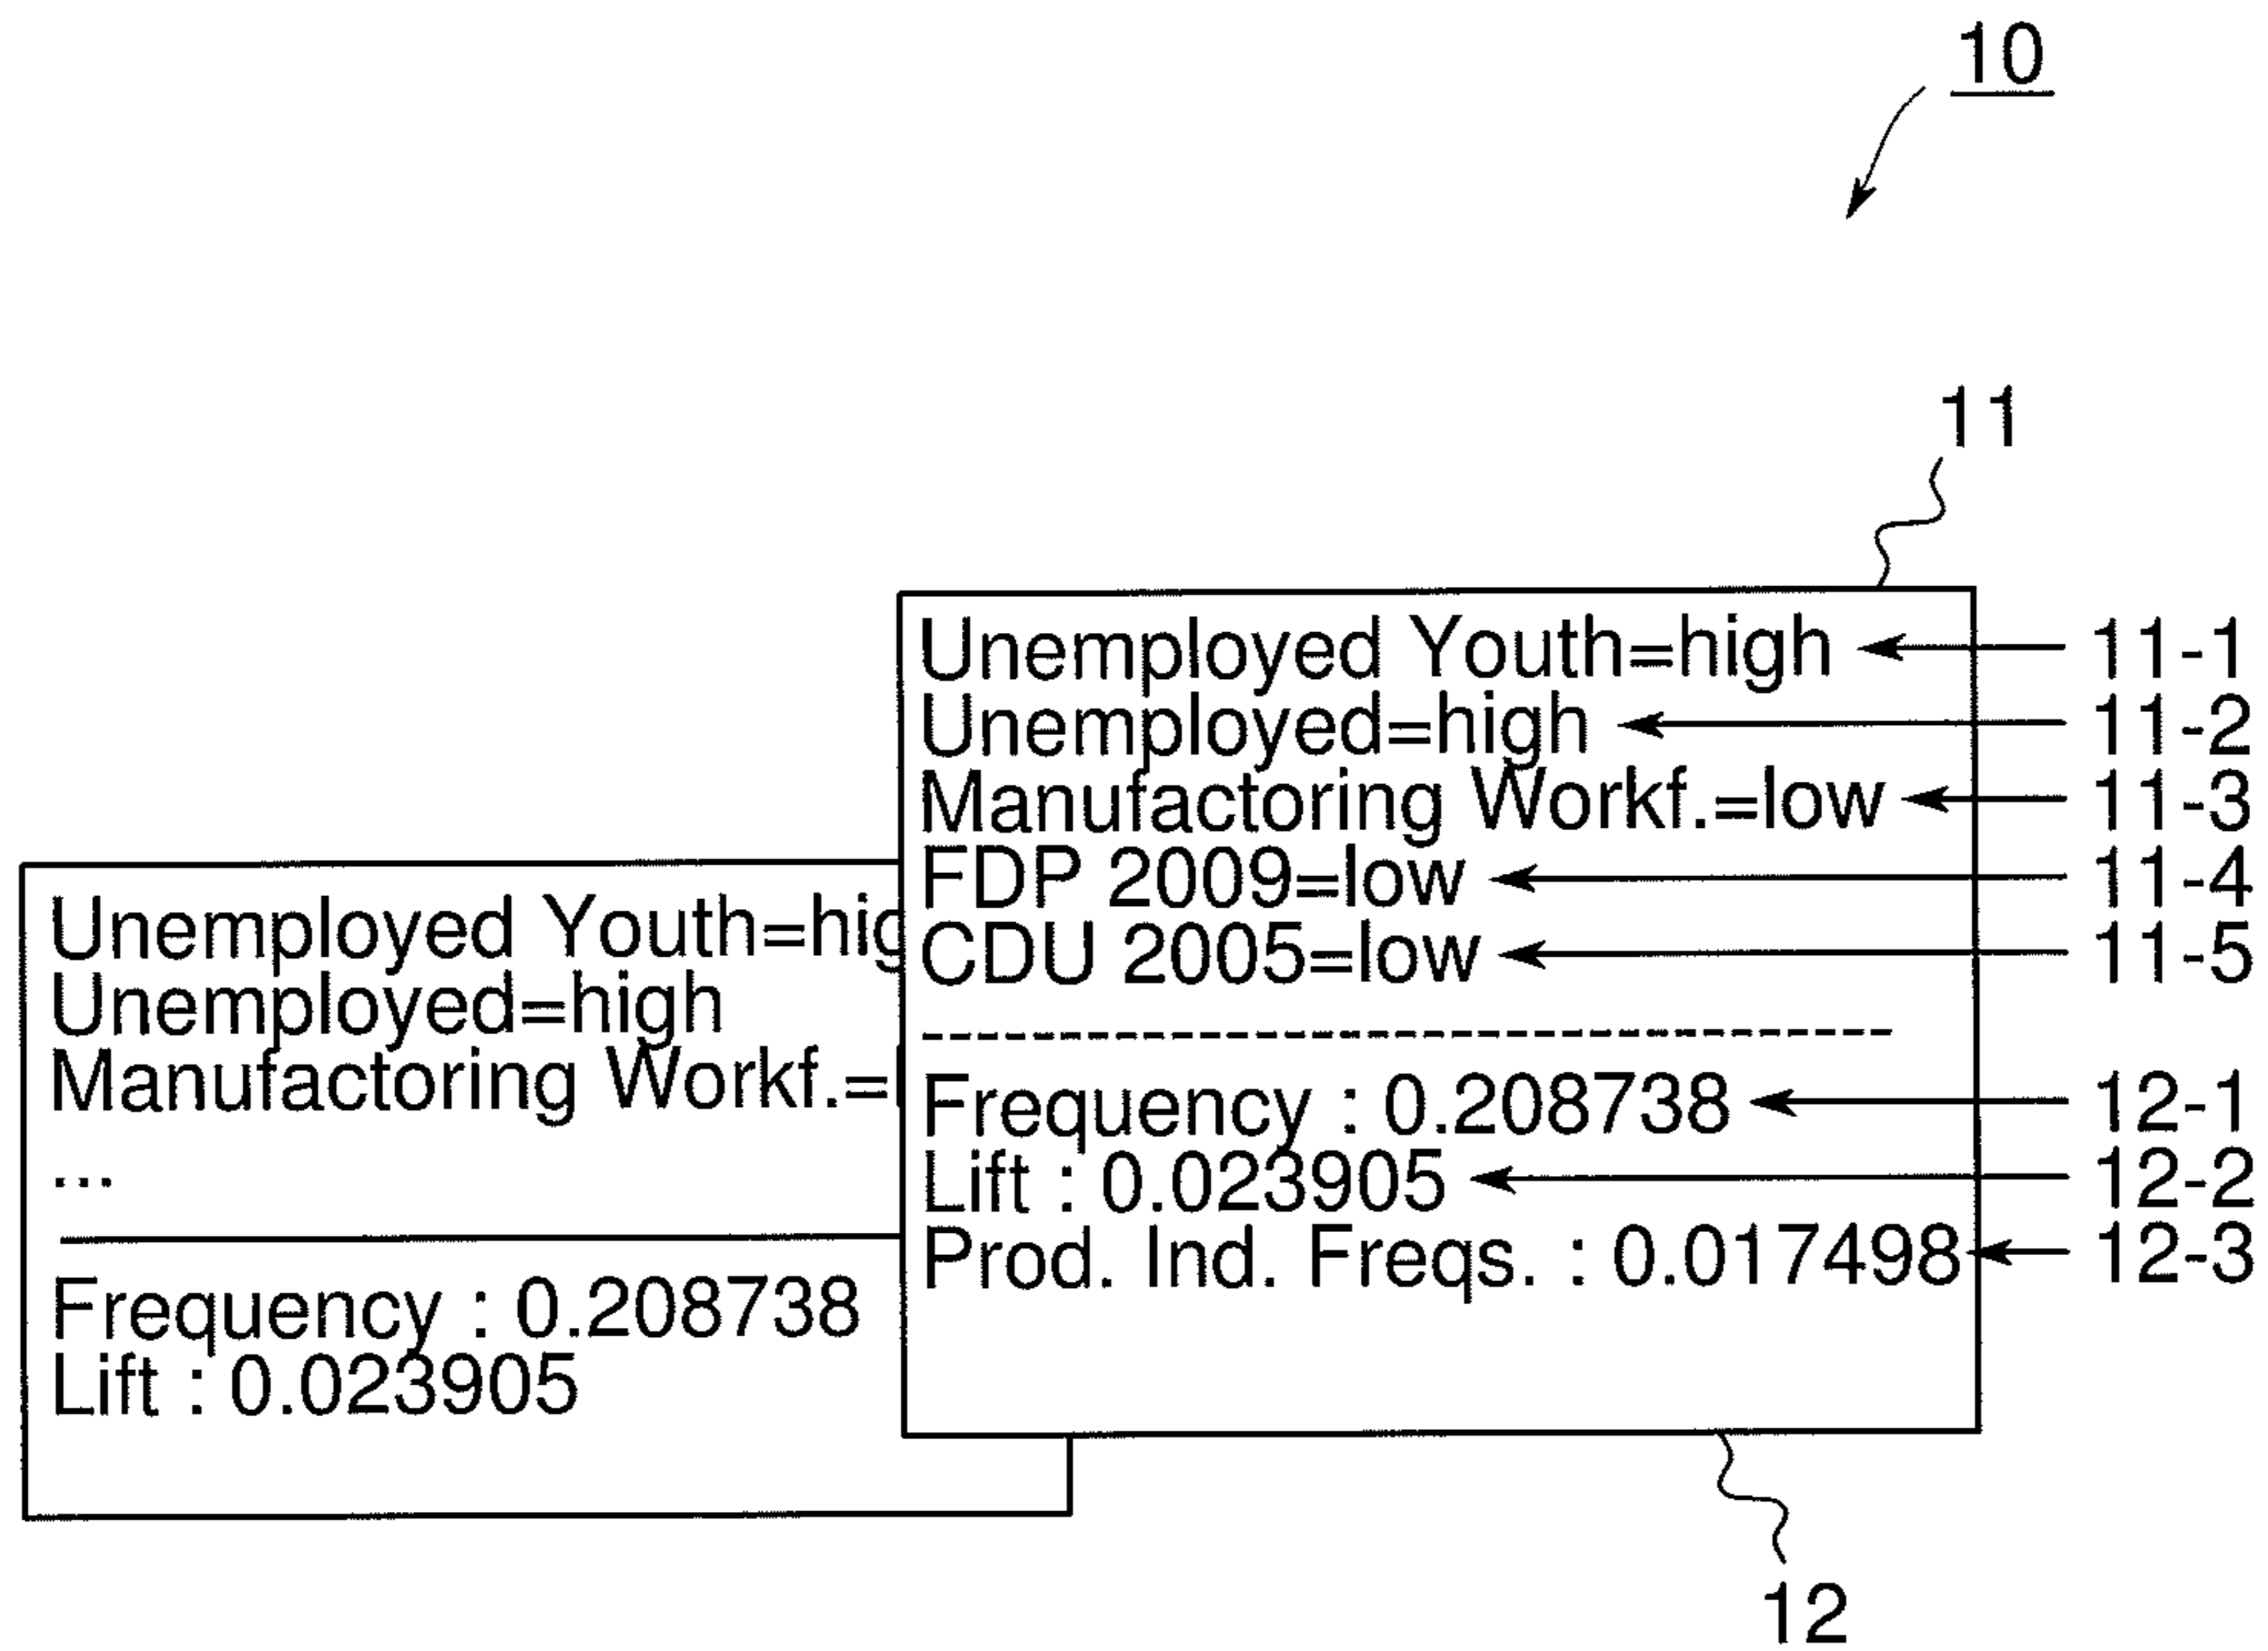 10
11
Unemployed Youth=high
11-1
Unemployed=high
11-2
Manufactoring Workf.=low
11-3
FDP 2009=low
11-4
CDU 2005=low
11-5
Frequency : 0.208738
12-1
Lift : 0.023905
12-2
Prod. Ind. Freqs. : 0.017498
12-3
12
Unemployed Youth=hig
Unemployed=high
Manufactoring Workf.=
...
Frequency : 0.208738
Lift : 0.023905